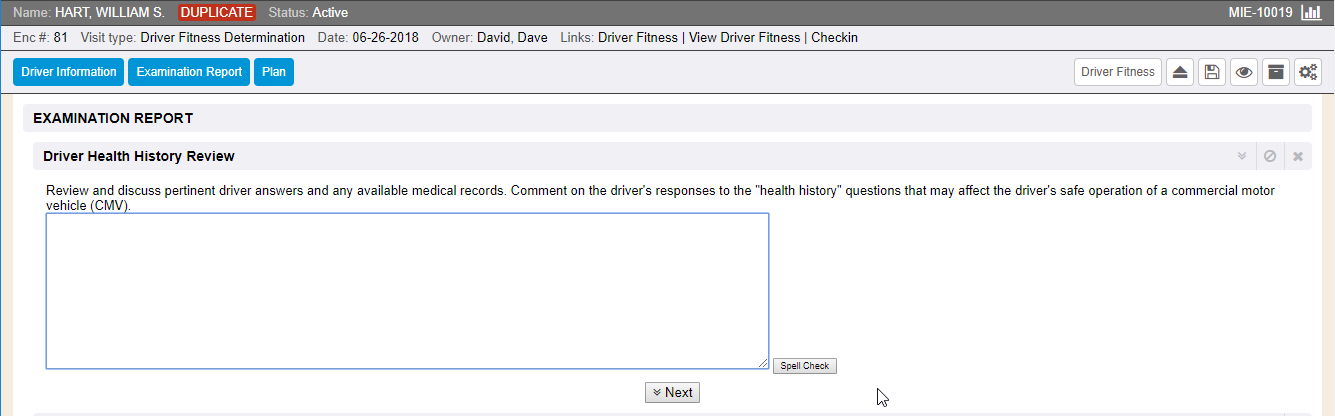 Name: HART, WILLIAM S. DUPLICATE Status: Active MIE-10019
Enc #: 81 Visit type: Driver Fitness Determination Date: 06-26-2018 Owner: David, Dave Links: Driver Fitness | View Driver Fitness | Checkin
Driver Information Examination Report Plan Driver Fitness
EXAMINATION REPORT
Driver Health History Review
Review and discuss pertinent driver answers and any available medical records. Comment on the driver's responses to the "health history" questions that may affect the driver's safe operation of a commercial motor
vehicle (CMV).
Spell Check
Next